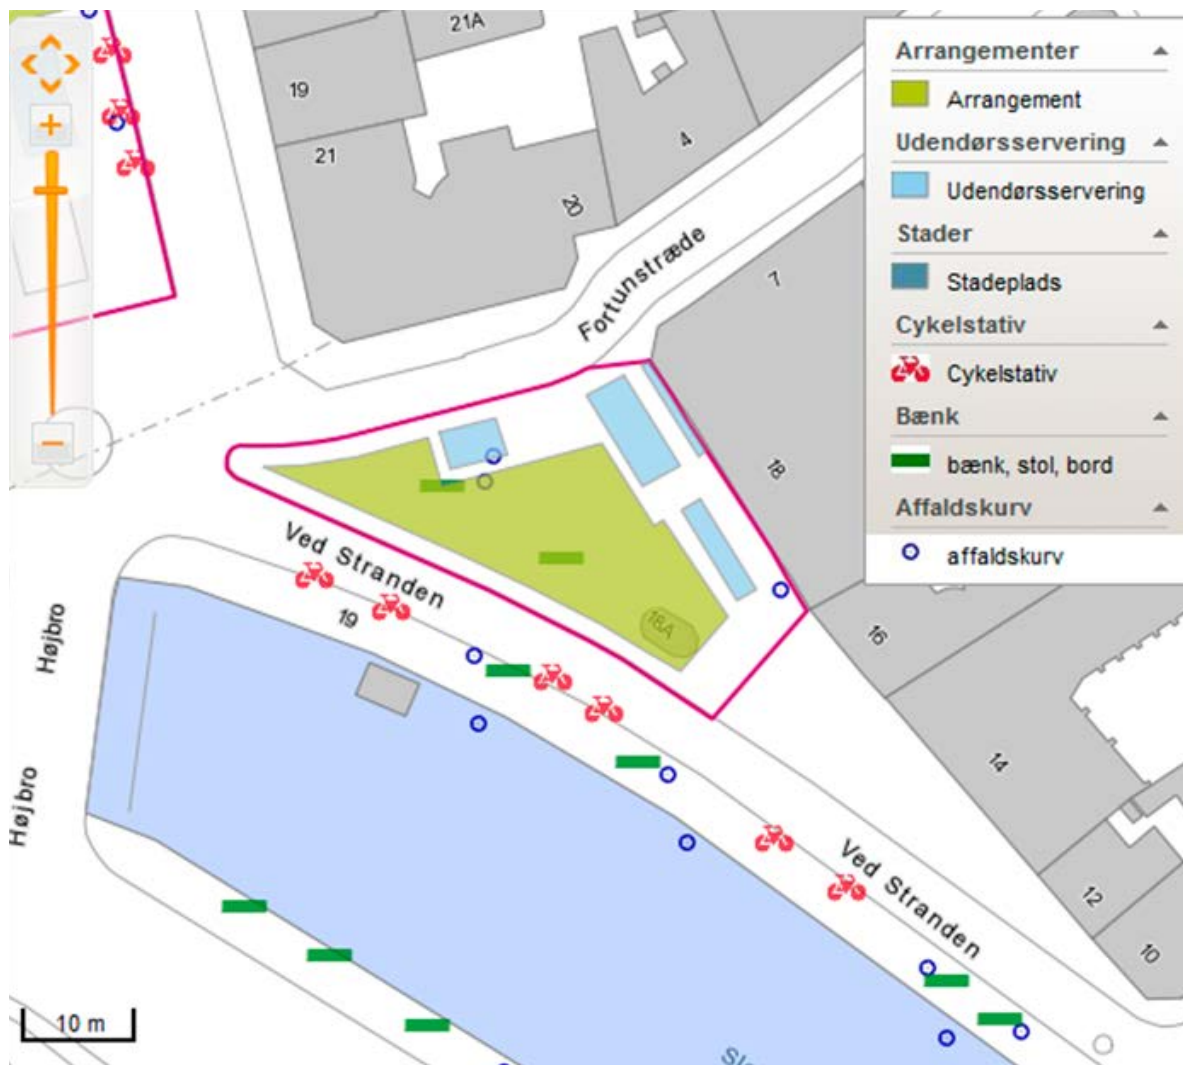 21A
19
21
4
20
Fortunstræde
7
18
Ved Stranden
18A
19
16
Højbro
Højbro
14
Ved Stranden
12
10
10 m
Arrangementer
Arrangement
Udendørsservering
Udendørsservering
Stader
Stadeplads
Cykelstativ
Cykelstativ
Bænk
bænk, stol, bord
Affaldskurv
affaldskurv